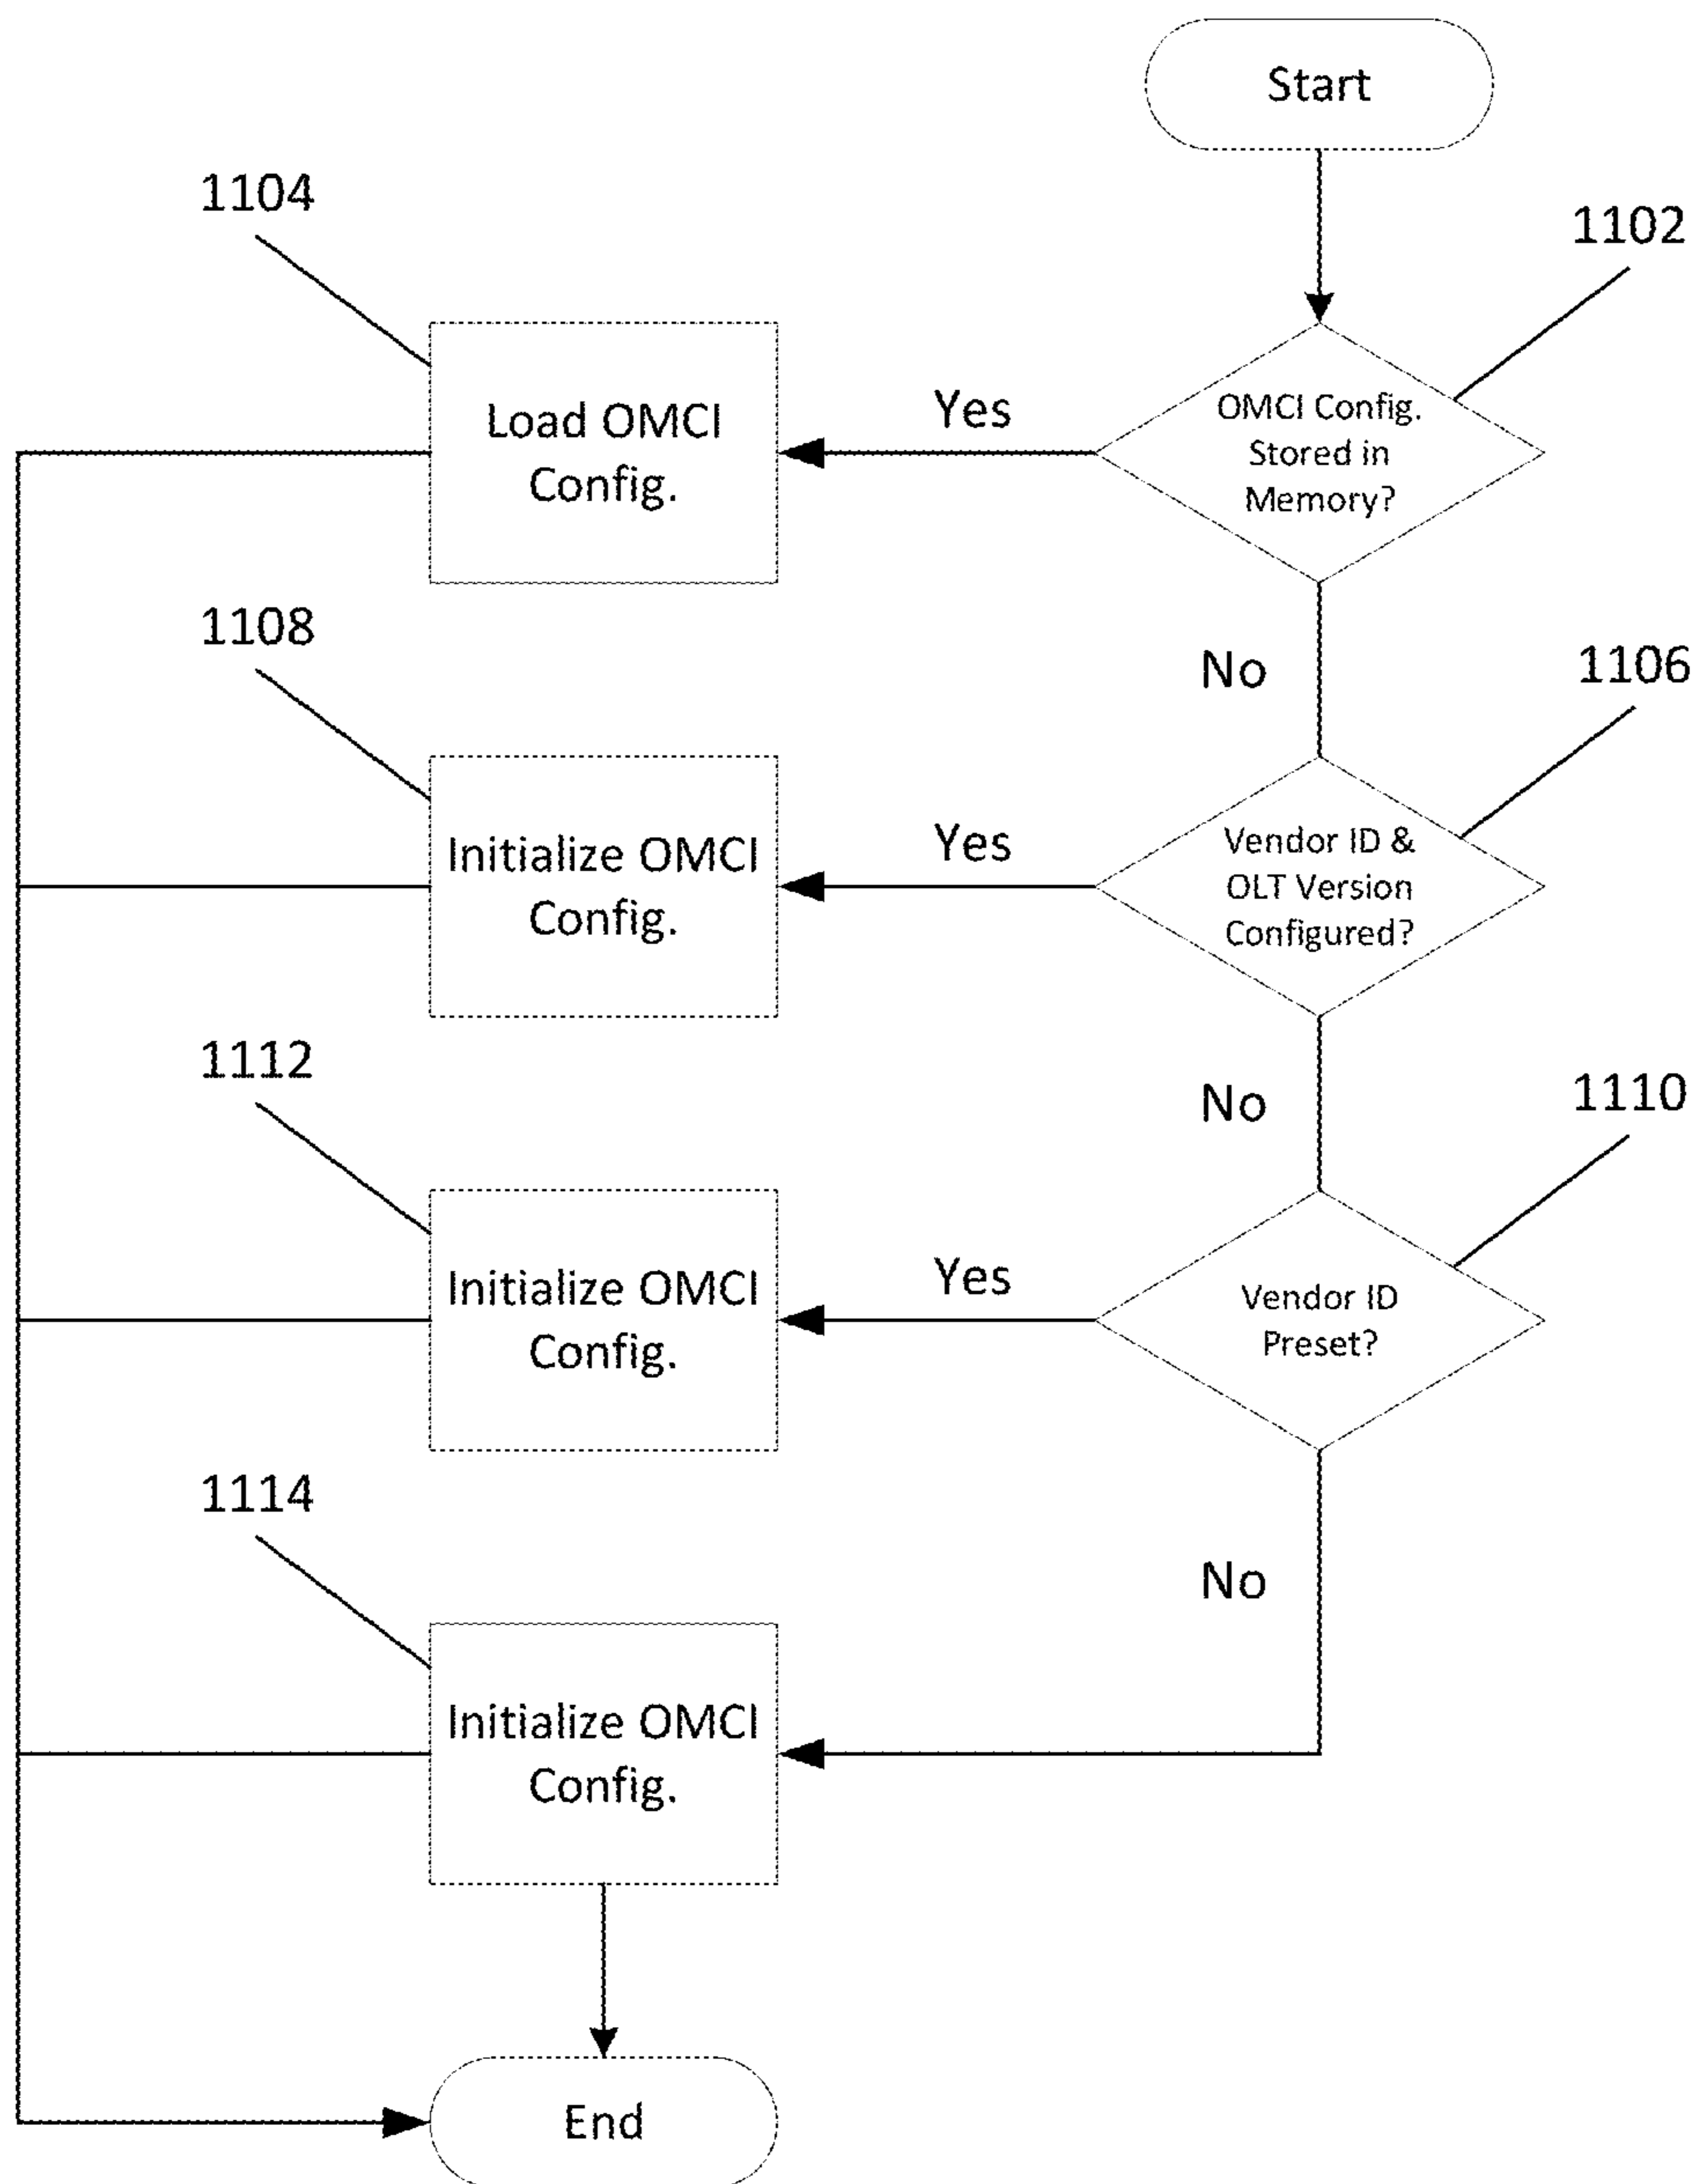 Start
1104
1102
Load OMCI
Config.
Yes
OMCI Config.
Stored in
Memory?
No
1108
1106
Initialize OMCI
Config.
Yes
Vendor ID &
OLT Version
Configured?
No
1112
1110
Initialize OMCI
Config.
Yes
Vendor ID
Preset?
1114
No
Initialize OMCI
Config.
End